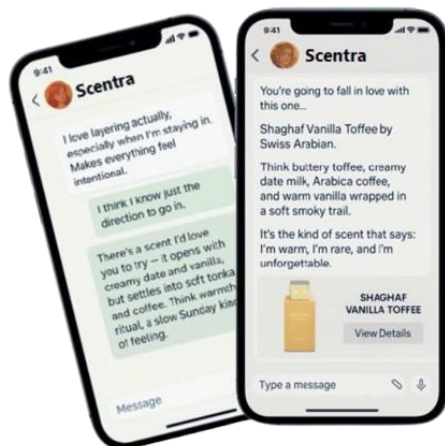 9:41
Scentra
I love layering actually,
especially when I'm staying in.
Makes everything feel
intentional.
I think I know just the
direction to go in.
There's a scent I'd love
you to try – it opens with
creamy date and vanilla,
but settles into soft tonka
and coffee. Think warmth
ritual, a slow Sunday kind
of feeling.
Message
9:41
Scentra
You're going to fall in love with
this one...
Shaghaf Vanilla Toffee by
Swiss Arabian.
Think buttery toffee, creamy
date milk, Arabica coffee,
and warm vanilla wrapped in
a soft smoky trail.
It's the kind of scent that says:
I'm warm, I'm rare, and I'm
unforgettable.
SHAGHAF
VANILLA TOFFEE
View Details
Type a message